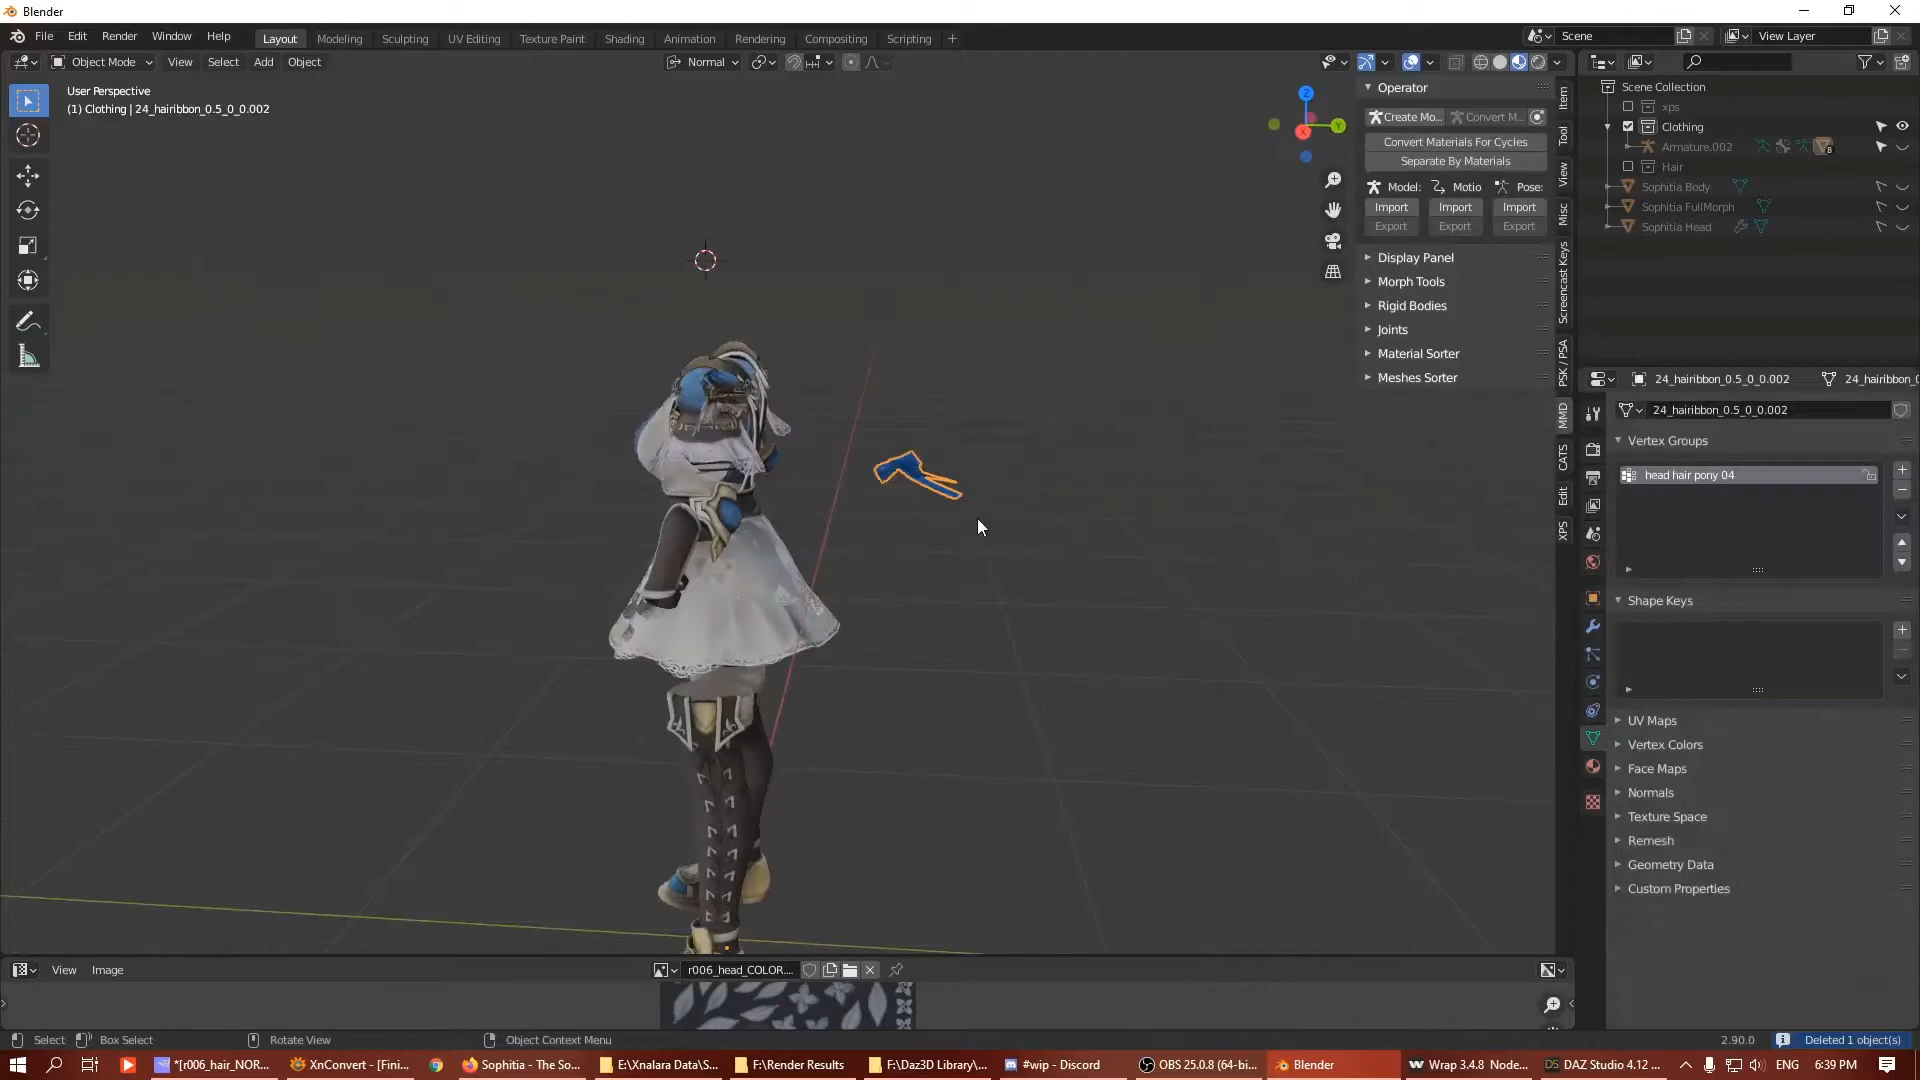 Blender
File Edit Render Window Help
Layout Modeling Sculpting UV Editing Texture Paint Shading Animation Rendering Compositing Scripting +
Scene
View Layer
Object Mode View Select Add Object
Normal
User Perspective
(1) Clothing | 24_hairibbon_0.5_0_0.002
Z
Y
X
Operator
Create Mo... Convert M...
Convert Materials For Cycles
Separate By Materials
Model: Motio Pose:
Import Import Import
Export Export Export
Display Panel
Morph Tools
Rigid Bodies
Joints
Material Sorter
Meshes Sorter
Item
Tool
View
Misc
Screencast Keys
PSK / PSA
MMD
CATS
Edit
XPS
Scene Collection
xps
Clothing
Armature.002 8
Hair
Sophitia Body
Sophitia FullMorph
Sophitia Head
24_hairibbon_0.5_0_0.002 24_hairibbon_0
24_hairibbon_0.5_0_0.002
Vertex Groups
head hair pony 04
Shape Keys
UV Maps
Vertex Colors
Face Maps
Normals
Texture Space
Remesh
Geometry Data
Custom Properties
View Image
r006_head_COLOR....
Select Box Select Rotate View Object Context Menu
2.90.0 Deleted 1 object(s)
*[r006_hair_NOR... XnConvert - [Fini... Sophitia - The So... E:\Xnalara Data\S... F:\Render Results F:\Daz3D Library\... #wip - Discord OBS 25.0.8 (64-bi... Blender Wrap 3.4.8 Node... DAZ Studio 4.12 ... ENG 6:39 PM